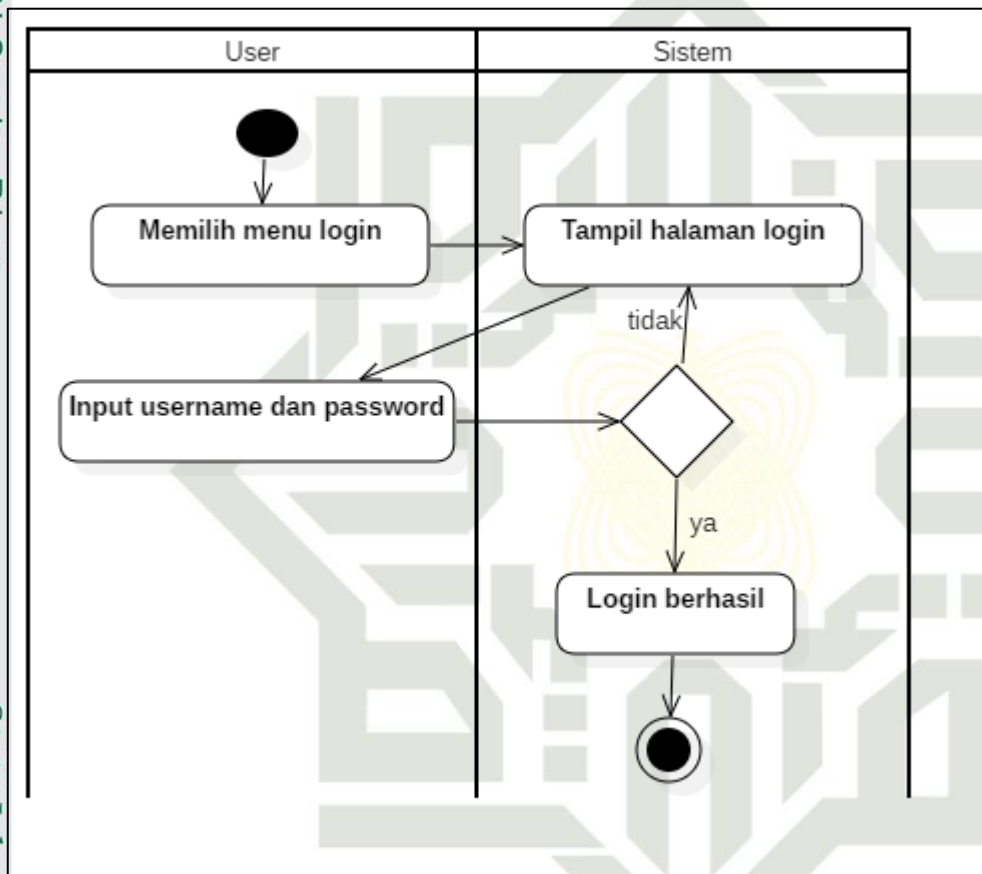 User
Sistem
Memilih menu login
Tampil halaman login
tidak
Input username dan password
ya
Login berhasil